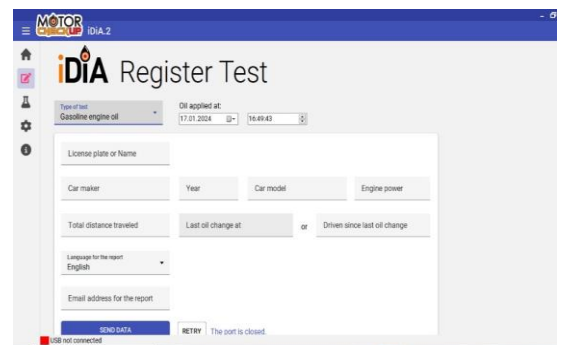 MOTOR
CHECKUP iDiA.2
iDiA Register Test
Type of test
Gasoline engine oil
Oil applied at:
17.01.2024 16:49:43
License plate or Name
Car maker Year Car model Engine power
Total distance traveled Last oil change at or Driven since last oil change
Language for the report
English
Email address for the report
SEND DATA RETRY The port is closed.
USB not connected